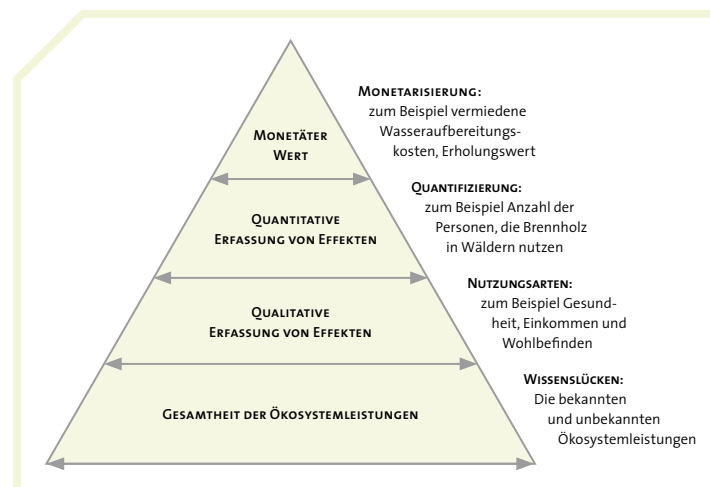 Monetarisierung:
zum Beispiel vermiedene
Wasseraufbereitungs-
kosten, Erholungswert
Monetärer
Wert
Quantifizierung:
zum Beispiel Anzahl der
Personen, die Brennholz
in Wäldern nutzen
Quantitative
Erfassung von Effekten
Nutzungsarten:
zum Beispiel Gesund-
heit, Einkommen und
Wohlbefinden
Qualitative
Erfassung von Effekten
Wissenslücken:
Die bekannten
und unbekannten
Ökosystemleistungen
Gesamtheit der Ökosystemleistungen